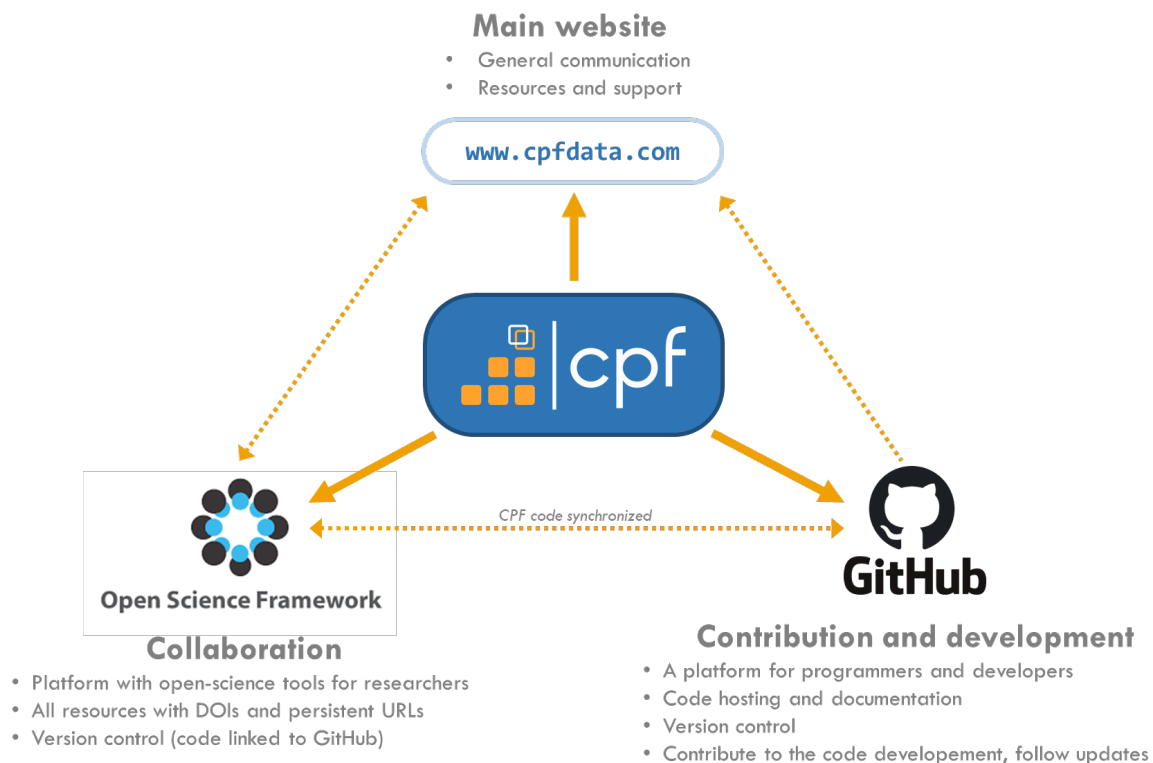 Main website
• General communication
• Resources and support
www.cpfdata.com
cpf
CPF code synchronized
Open Science Framework
GitHub
Collaboration
• Platform with open-science tools for researchers
• All resources with DOIs and persistent URLs
• Version control (code linked to GitHub)
Contribution and development
• A platform for programmers and developers
• Code hosting and documentation
• Version control
• Contribute to the code developement, follow updates